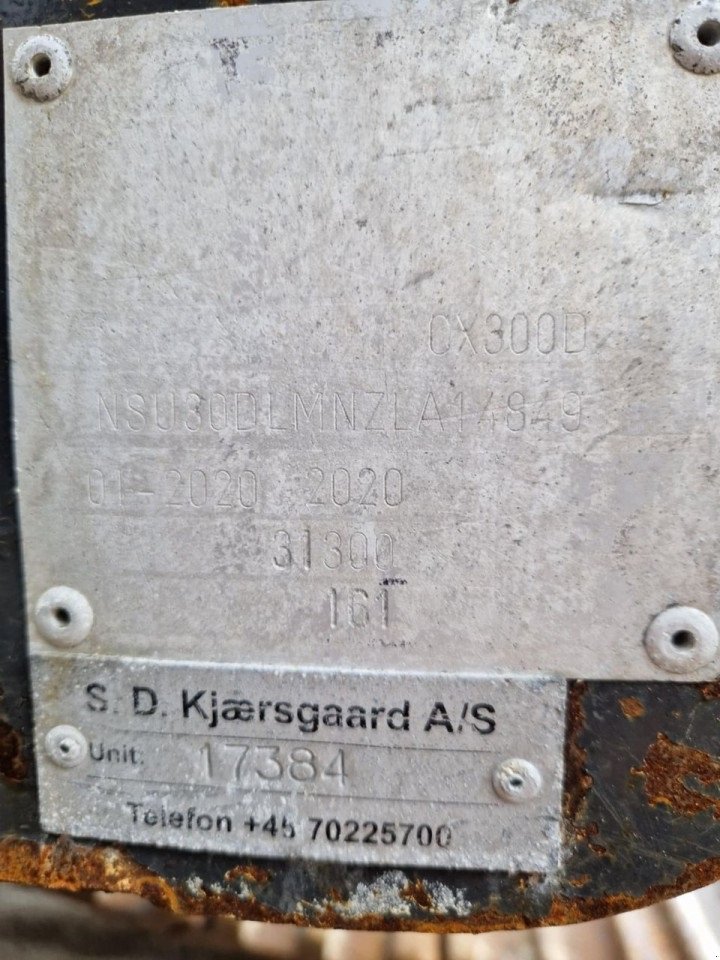 CX300D
NSU30DLMNZLA14849
01-2020 2020
31300
161
S. D. Kjærsgaard A/S
Unit: 17384
Telefon +45 70225700